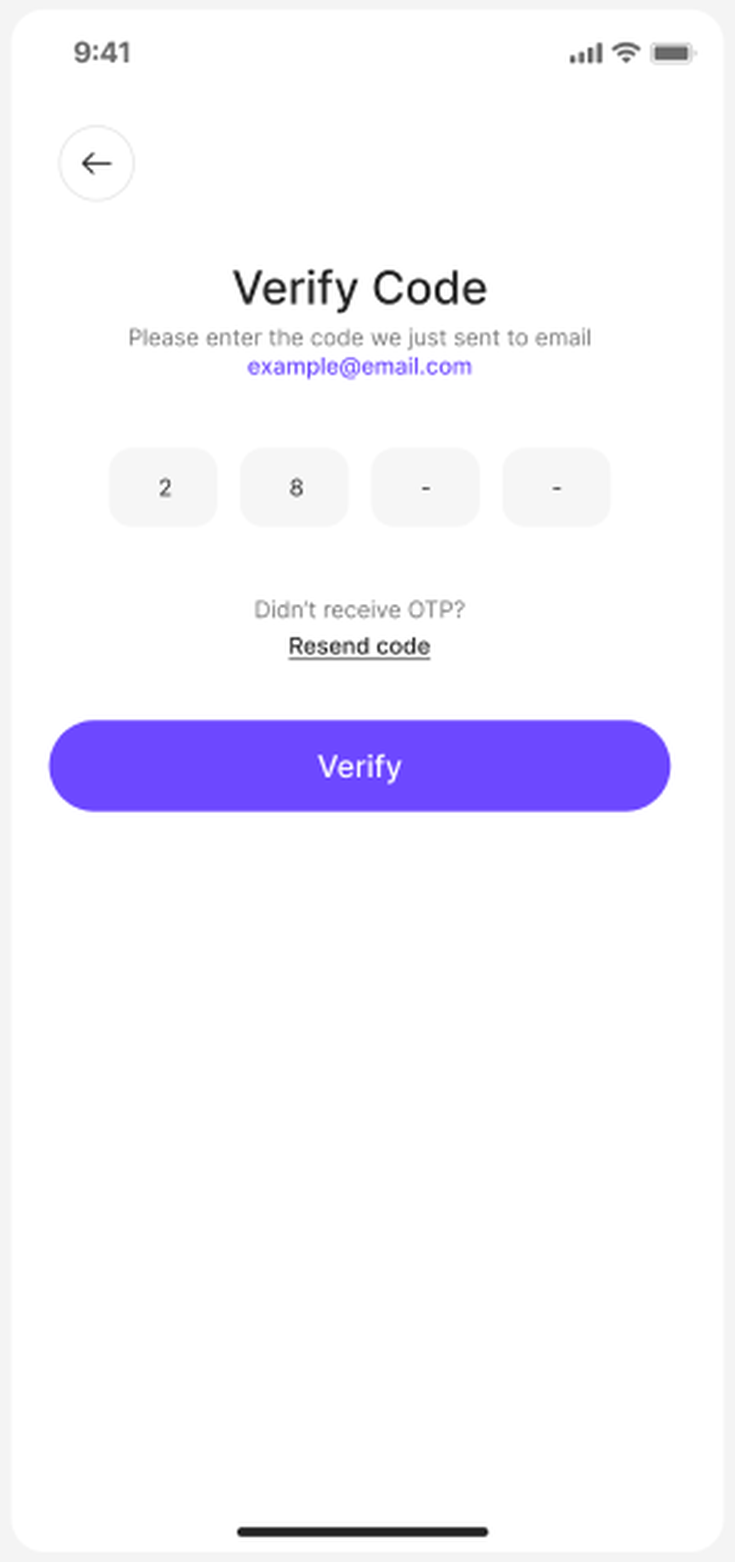 9:41
Verify Code
Please enter the code we just sent to email
example@email.com
2 8 - -
Didn't receive OTP?
Resend code
Verify